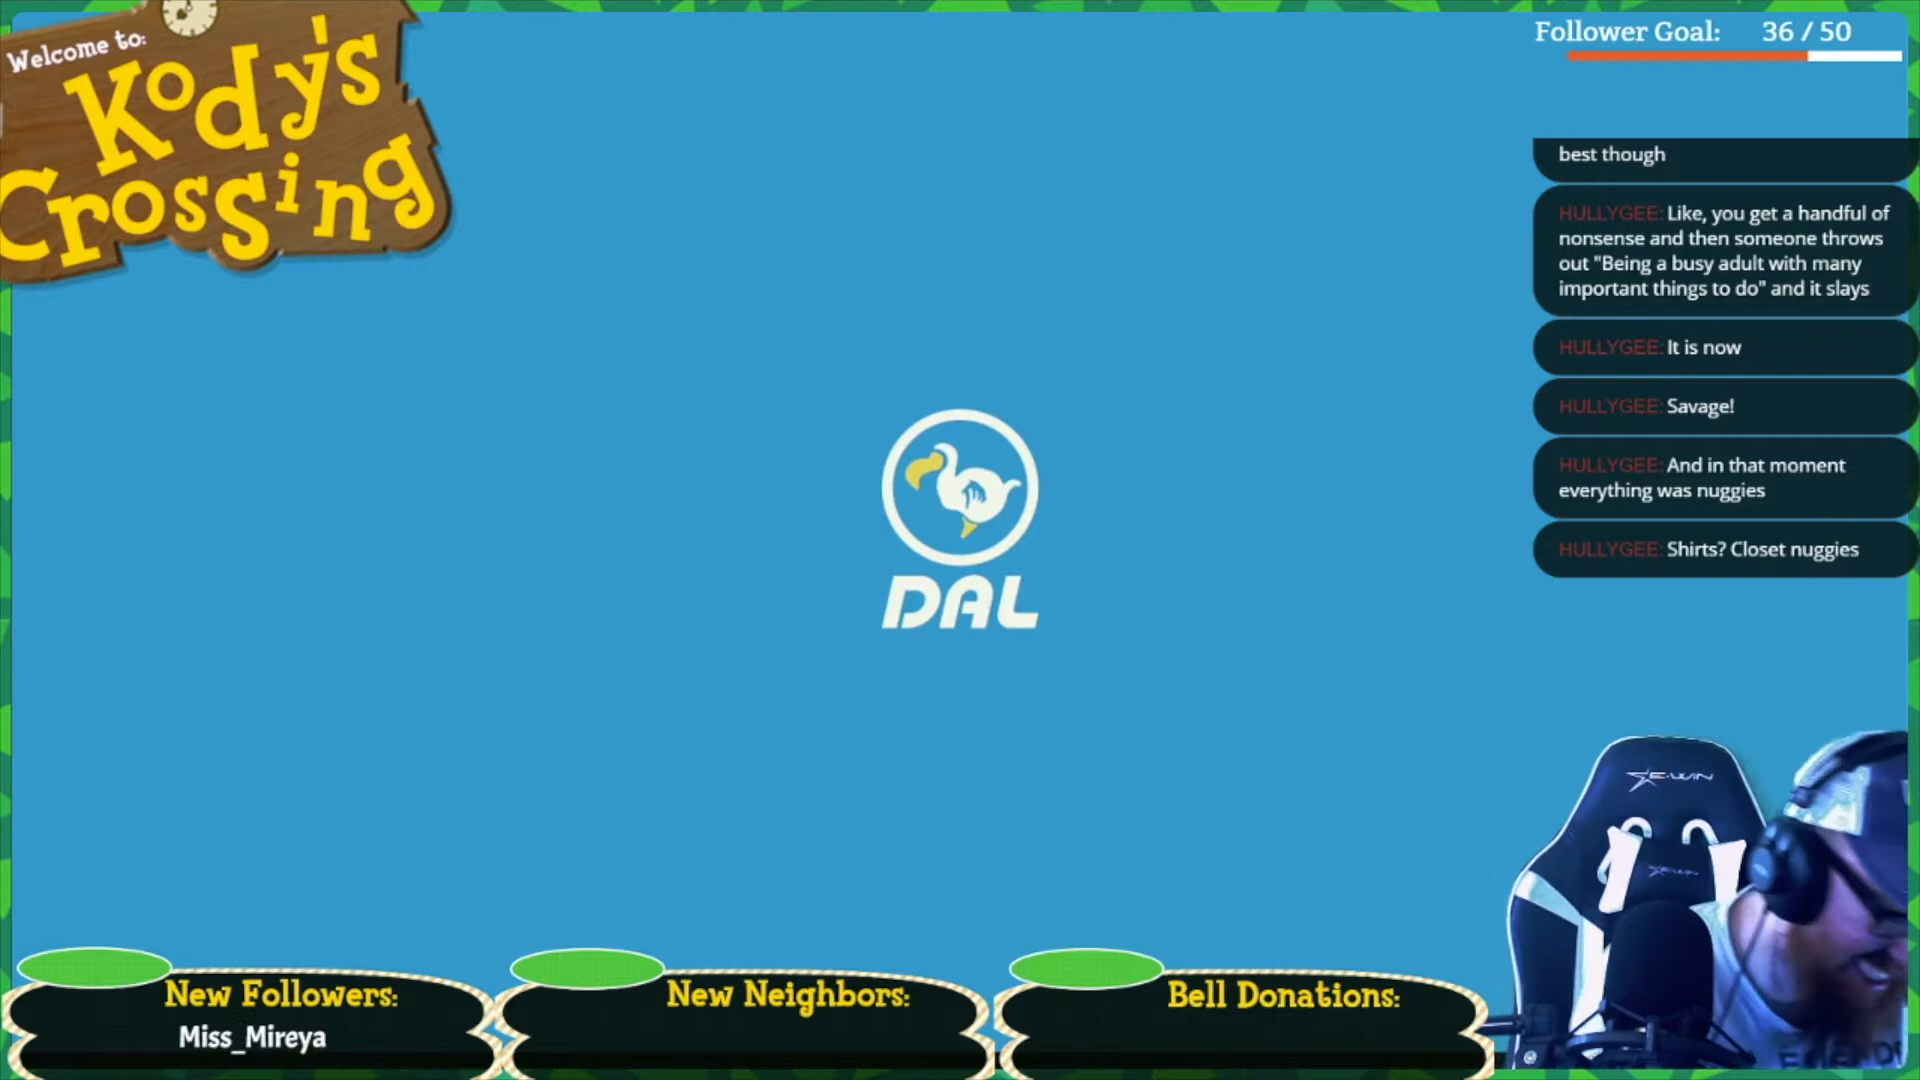 Welcome to:
Kody's
Crossing
Follower Goal: 36 / 50
best though
HULLYGEE: Like, you get a handful of
nonsense and then someone throws
out "Being a busy adult with many
important things to do" and it slays
HULLYGEE: It is now
HULLYGEE: Savage!
HULLYGEE: And in that moment
everything was nuggies
HULLYGEE: Shirts? Closet nuggies
DAL
E-WIN
New Followers:
Miss_Mireya
New Neighbors:
Bell Donations: